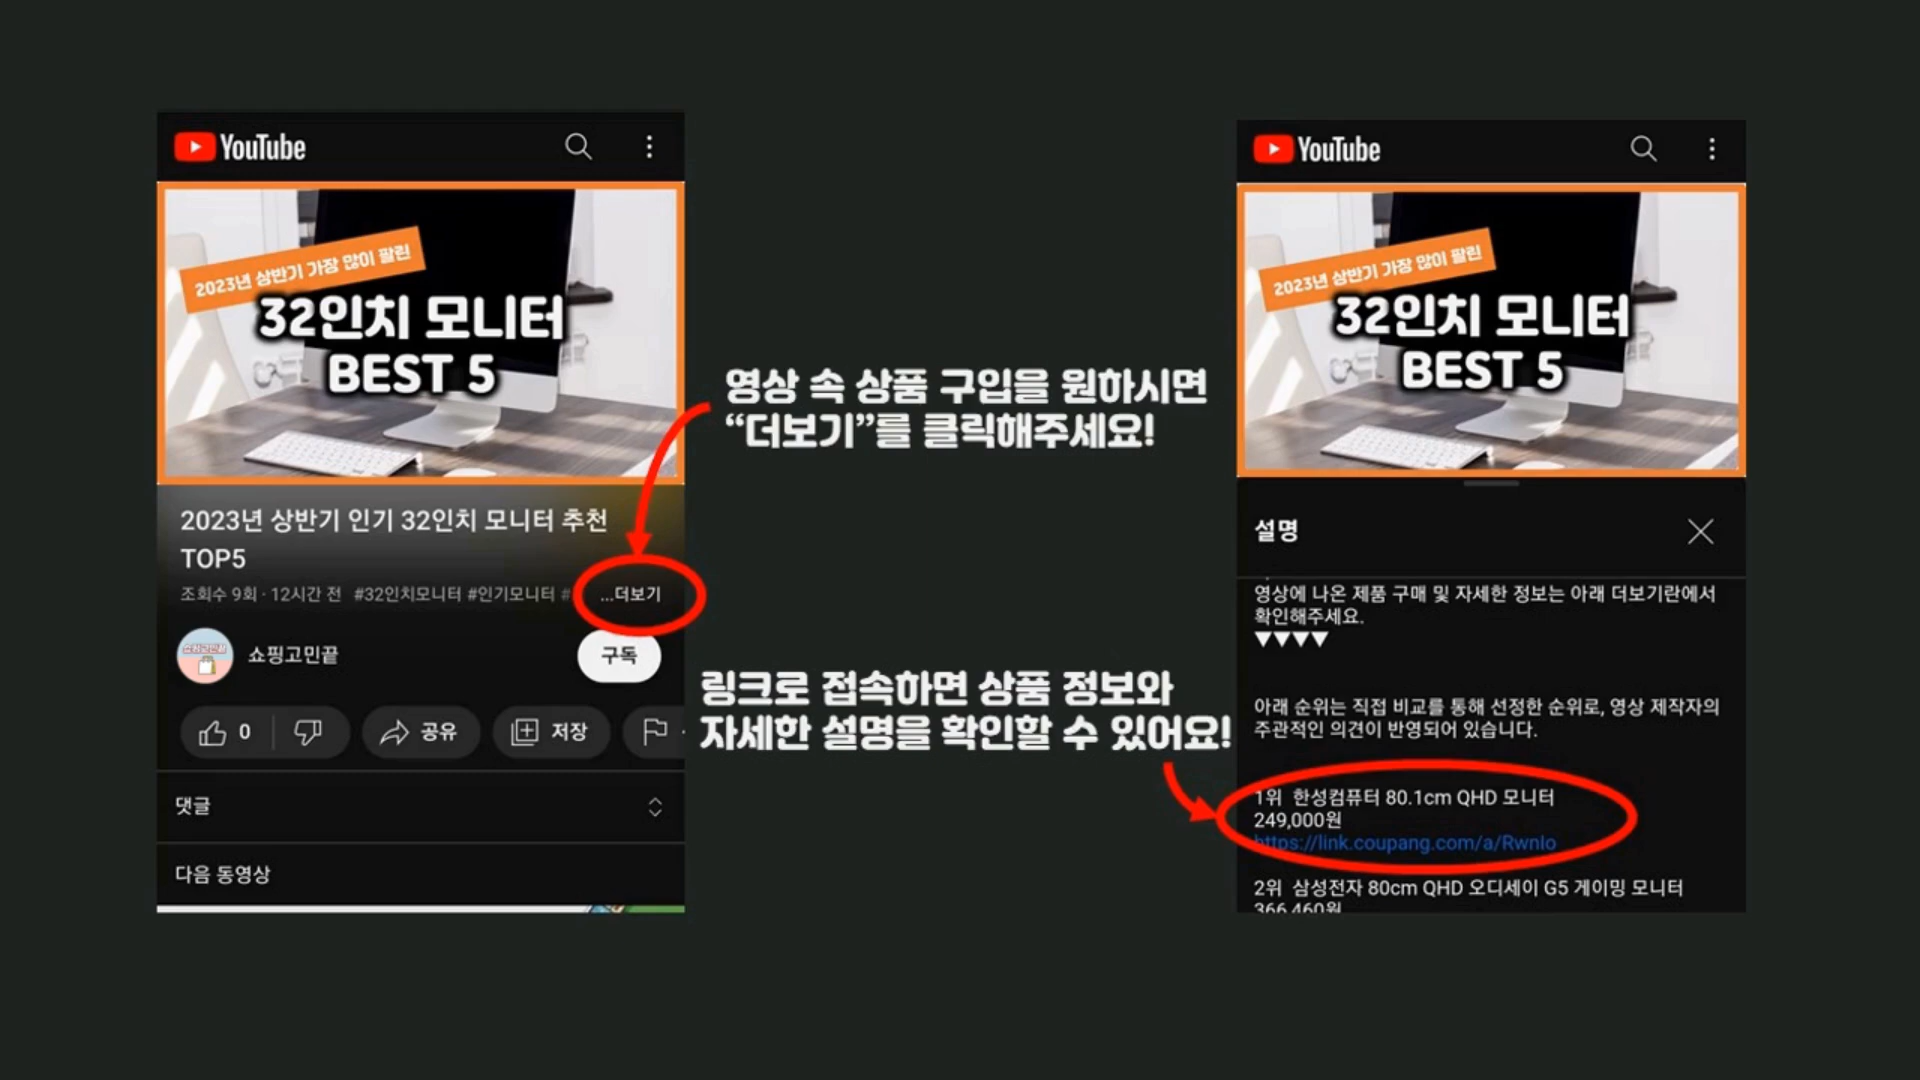 YouTube
2023년 상반기 가장 많이 팔린
32인치 모니터
BEST 5
2023년 상반기 인기 32인치 모니터 추천
TOP5
조회수 9회 · 12시간 전 #32인치모니터 #인기모니터 #
...더보기
쇼핑고민끝
쇼핑고민끝
구독
0
공유
저장
댓글
다음 동영상
영상 속 상품 구입을 원하시면
“더보기”를 클릭해주세요!
링크로 접속하면 상품 정보와
자세한 설명을 확인할 수 있어요!
YouTube
2023년 상반기 가장 많이 팔린
32인치 모니터
BEST 5
설명
영상에 나온 제품 구매 및 자세한 정보는 아래 더보기란에서
확인해주세요.
▼▼▼▼
아래 순위는 직접 비교를 통해 선정한 순위로, 영상 제작자의
주관적인 의견이 반영되어 있습니다.
1위 한성컴퓨터 80.1cm QHD 모니터
249,000원
https://link.coupang.com/a/RwnIo
2위 삼성전자 80cm QHD 오디세이 G5 게이밍 모니터
366,460원